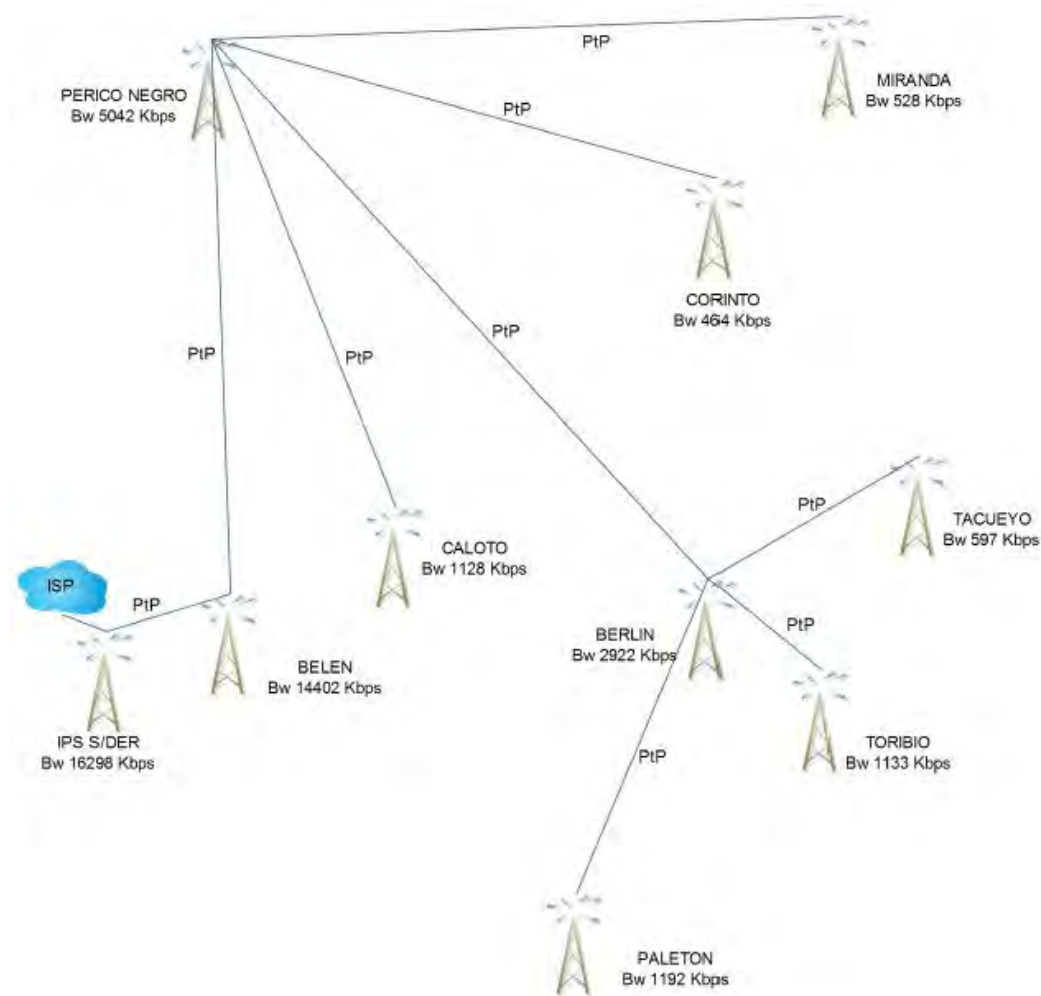 PtP
MIRANDA
Bw 528 Kbps
PERICO NEGRO
Bw 5042 Kbps
PtP
CORINTO
Bw 464 Kbps
PtP
PtP
PtP
PtP
TACUEYO
Bw 597 Kbps
CALOTO
Bw 1128 Kbps
ISP
PtP
PtP
BERLIN
Bw 2922 Kbps
BELEN
Bw 14402 Kbps
IPS S/DER
Bw 16298 Kbps
TORIBIO
Bw 1133 Kbps
PtP
PALETON
Bw 1192 Kbps